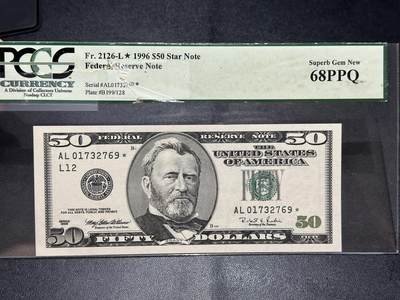 PCGS
CURRENCY
A Division of Collectors Universe
Nasdaq: CLCT
Fr. 2126-L★ 1996 $50 Star Note
Federal Reserve Note
Serial#AL01732769★
Plate #B199/128
Superb Gem New
68PPQ
50
FEDERAL RESERVE NOTE
THE
UNITED STATES
OF AMERICA
50
AL 01732769 ★
L12
AL 01732769 ★
50
FIFTY DOLLARS
50